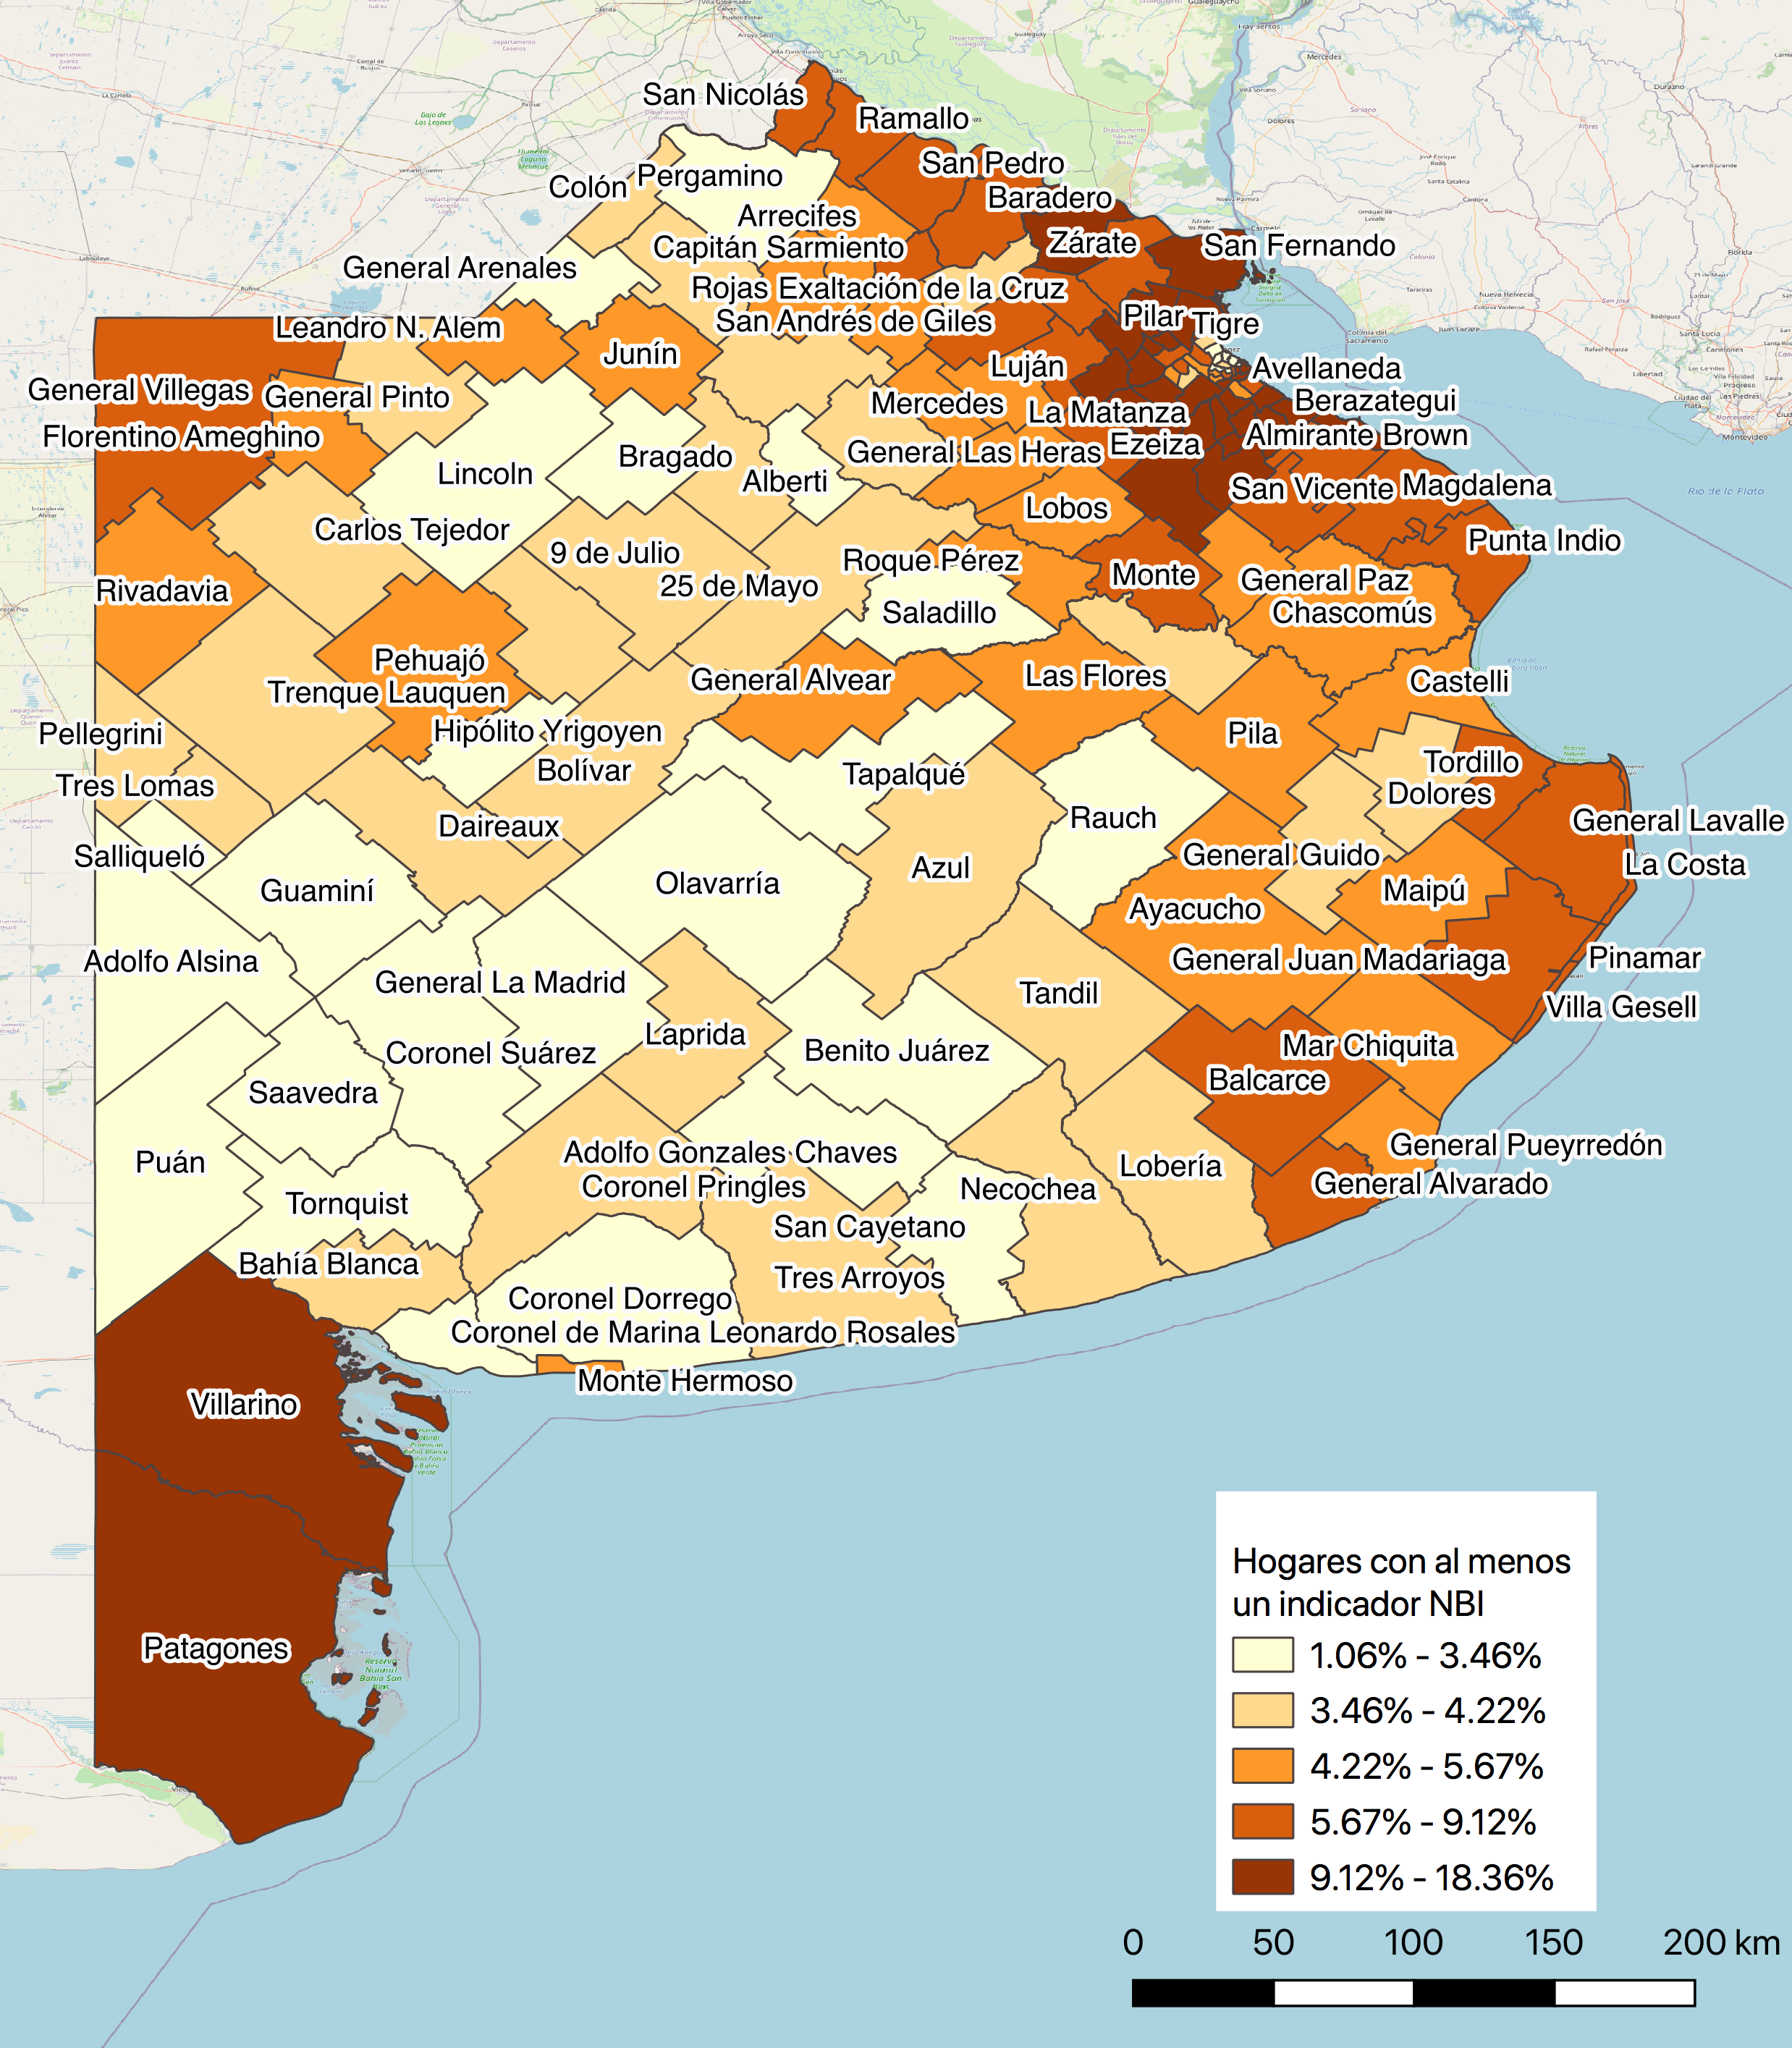 San Nicolás
Ramallo
San Pedro
Colón
Pergamino
Baradero
Arrecifes
Capitán Sarmiento
Zárate
San Fernando
General Arenales
Rojas
Exaltación de la Cruz
Leandro N. Alem
San Andrés de Giles
Pilar
Tigre
Junín
Luján
Avellaneda
General Villegas
General Pinto
Mercedes
La Matanza
Berazategui
Florentino Ameghino
Ezeiza
Almirante Brown
Lincoln
Bragado
Alberti
General Las Heras
San Vicente
Magdalena
Carlos Tejedor
Lobos
Punta Indio
9 de Julio
Roque Pérez
Rivadavia
25 de Mayo
Monte
General Paz
Saladillo
Chascomús
Pehuajó
Trenque Lauquen
General Alvear
Las Flores
Castelli
Pellegrini
Hipólito Yrigoyen
Pila
Tres Lomas
Bolívar
Tapalqué
Tordillo
Dolores
Daireaux
Rauch
General Lavalle
Salliqueló
Guaminí
Olavarría
Azul
General Guido
La Costa
Maipú
Ayacucho
Adolfo Alsina
General La Madrid
General Juan Madariaga
Pinamar
Tandil
Villa Gesell
Laprida
Coronel Suárez
Benito Juárez
Mar Chiquita
Saavedra
Balcarce
Puán
Adolfo Gonzales Chaves
Lobería
General Pueyrredón
Tornquist
Coronel Pringles
Necochea
General Alvarado
San Cayetano
Bahía Blanca
Tres Arroyos
Coronel Dorrego
Coronel de Marina Leonardo Rosales
Monte Hermoso
Villarino
Patagones
Río de la Plata
Montevideo
Hogares con al menos
un indicador NBI
1.06% - 3.46%
3.46% - 4.22%
4.22% - 5.67%
5.67% - 9.12%
9.12% - 18.36%
0 50 100 150 200 km